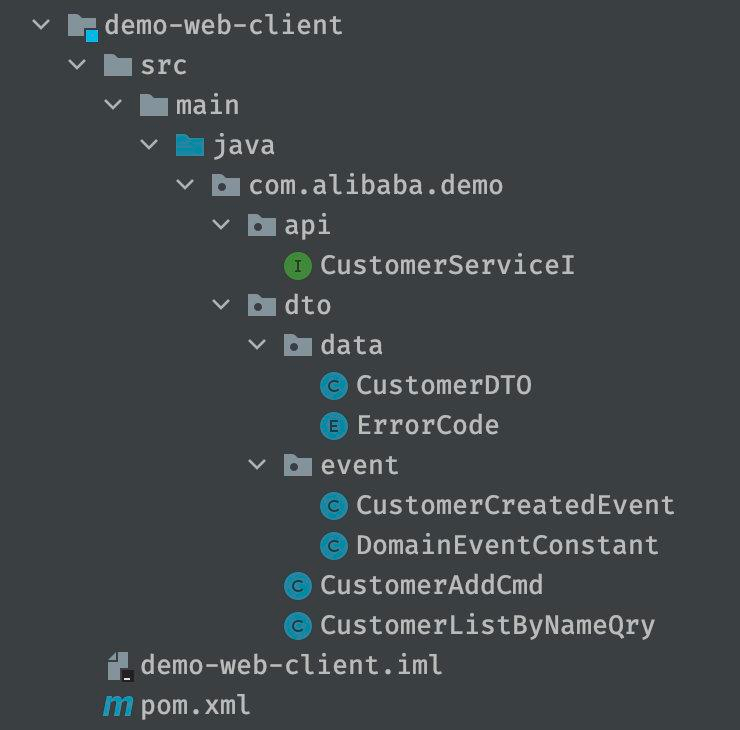 demo-web-client
src
main
java
com.alibaba.demo
api
I CustomerServiceI
dto
data
C CustomerDTO
E ErrorCode
event
C CustomerCreatedEvent
C DomainEventConstant
C CustomerAddCmd
C CustomerListByNameQry
demo-web-client.iml
m pom.xml